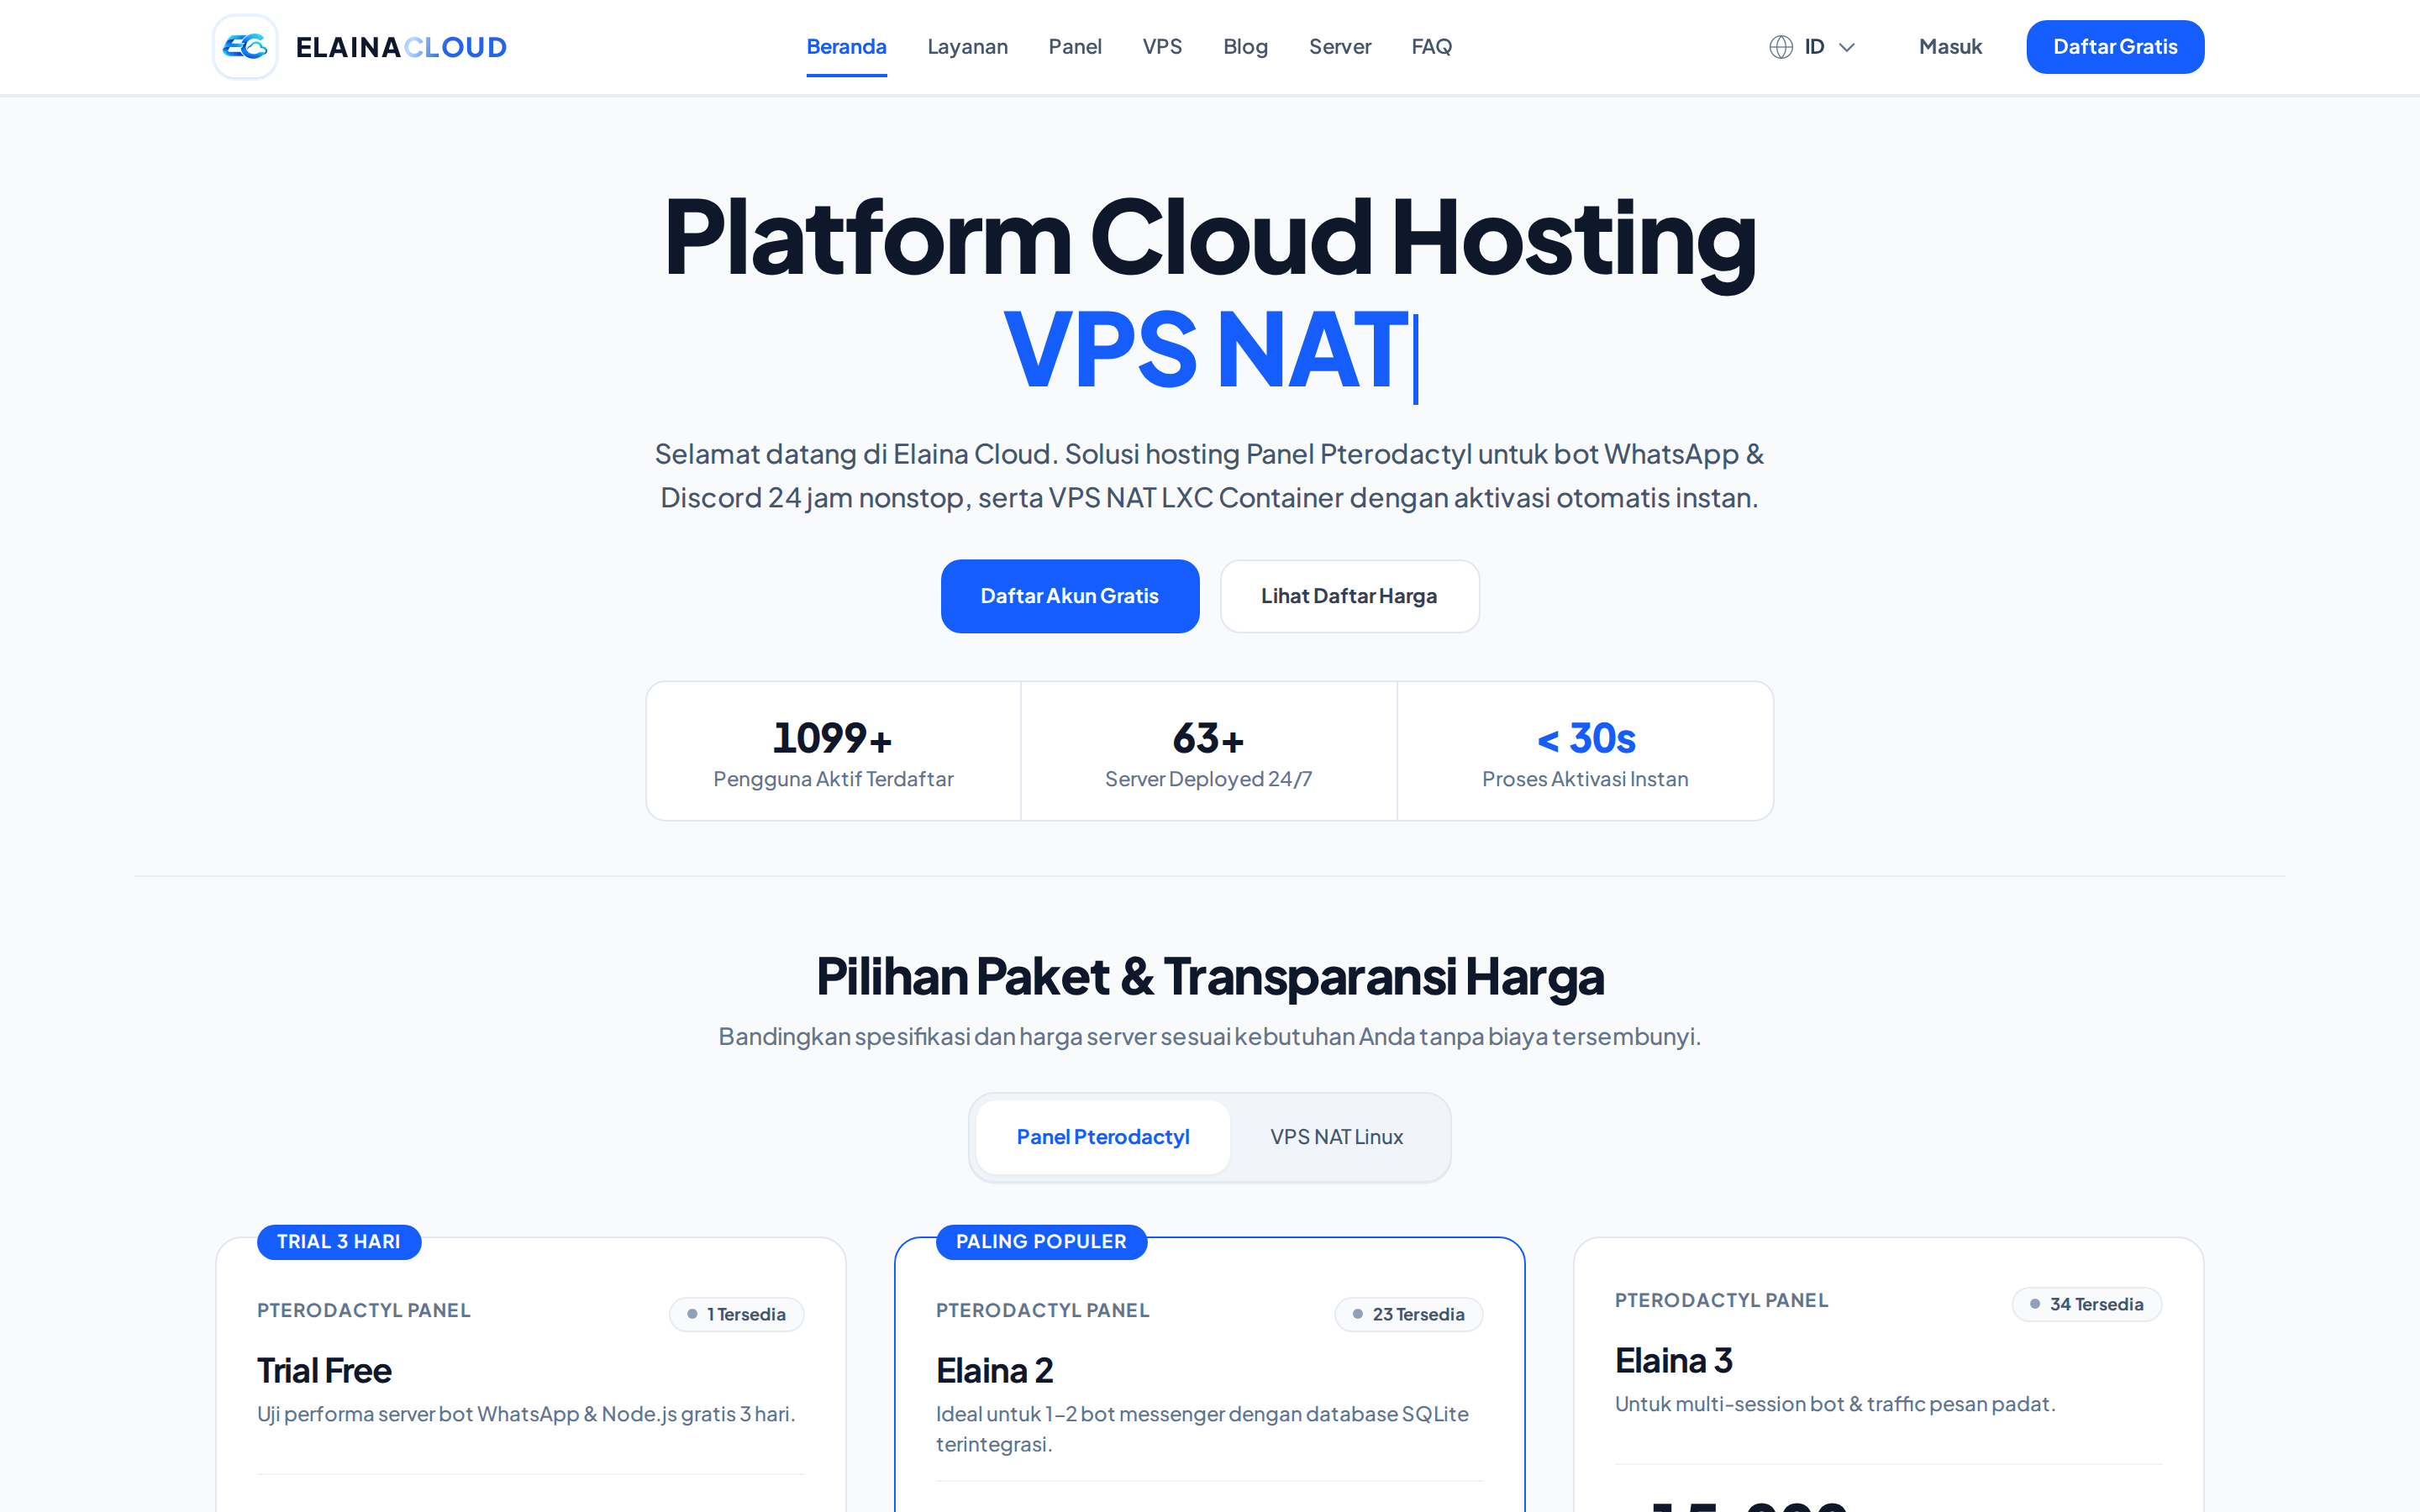 ELAINACLOUD
Beranda Layanan Panel VPS Blog Server FAQ
ID
Masuk
Daftar Gratis
Platform Cloud Hosting
VPS NAT
Selamat datang di Elaina Cloud. Solusi hosting Panel Pterodactyl untuk bot WhatsApp &
Discord 24 jam nonstop, serta VPS NAT LXC Container dengan aktivasi otomatis instan.
Daftar Akun Gratis
Lihat Daftar Harga
1099+
Pengguna Aktif Terdaftar
63+
Server Deployed 24/7
< 30s
Proses Aktivasi Instan
Pilihan Paket & Transparansi Harga
Bandingkan spesifikasi dan harga server sesuai kebutuhan Anda tanpa biaya tersembunyi.
Panel Pterodactyl
VPS NAT Linux
TRIAL 3 HARI
PTERODACTYL PANEL
1 Tersedia
Trial Free
Uji performa server bot WhatsApp & Node.js gratis 3 hari.
PALING POPULER
PTERODACTYL PANEL
23 Tersedia
Elaina 2
Ideal untuk 1–2 bot messenger dengan database SQLite
terintegrasi.
PTERODACTYL PANEL
34 Tersedia
Elaina 3
Untuk multi-session bot & traffic pesan padat.